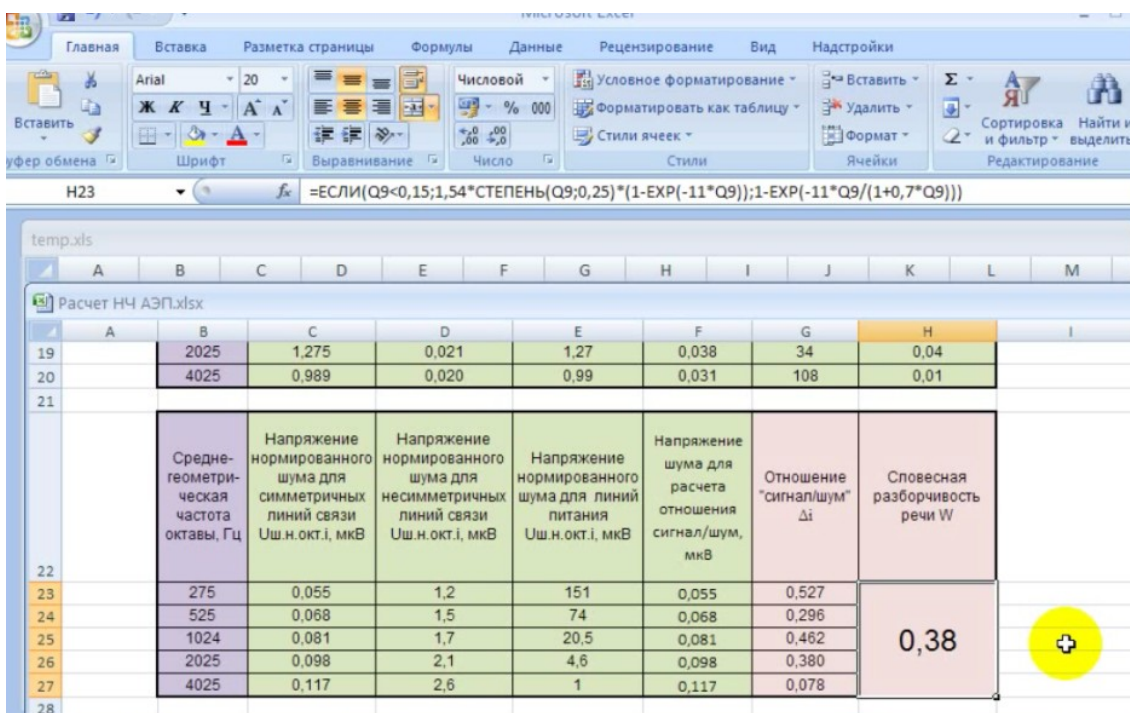 Microsoft Excel
Главная Вставка Разметка страницы Формулы Данные Рецензирование Вид Надстройки
Arial 20 Числовой Условное форматирование Вставить Σ
Ж К Ч А А % 000 Форматировать как таблицу Удалить
Вставить А ,00 ,0 Стили ячеек Формат Сортировка и фильтр Найти и выделить
уфер обмена Шрифт Выравнивание Число Стили Ячейки Редактирование
H23 fx =ЕСЛИ(Q9<0,15;1,54*СТЕПЕНЬ(Q9;0,25)*(1-EXP(-11*Q9));1-EXP(-11*Q9/(1+0,7*Q9)))
temp.xls
A B C D E F G H I J K L M
Расчет НЧ АЭП.xlsx
A B C D E F G H I
19 2025 1,275 0,021 1,27 0,038 34 0,04
20 4025 0,989 0,020 0,99 0,031 108 0,01
21
22
Средне-
геометри-
ческая
частота
октавы, Гц
Напряжение
нормированного
шума для
симметричных
линий связи
Uш.н.окт.i, мкВ
Напряжение
нормированного
шума для
несимметричных
линий связи
Uш.н.окт.i, мкВ
Напряжение
нормированного
шума для линий
питания
Uш.н.окт.i, мкВ
Напряжение
шума для
расчета
отношения
сигнал/шум,
мкВ
Отношение
"сигнал/шум"
Δi
Словесная
разборчивость
речи W
23 275 0,055 1,2 151 0,055 0,527
24 525 0,068 1,5 74 0,068 0,296
25 1024 0,081 1,7 20,5 0,081 0,462 0,38
26 2025 0,098 2,1 4,6 0,098 0,380
27 4025 0,117 2,6 1 0,117 0,078
28